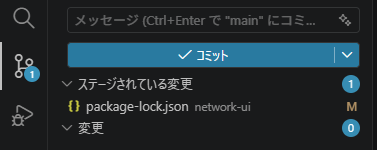 メッセージ (Ctrl+Enter で "main" にコミ...
コミット
ステージされている変更 1
{} package-lock.json network-ui M
変更 0
1